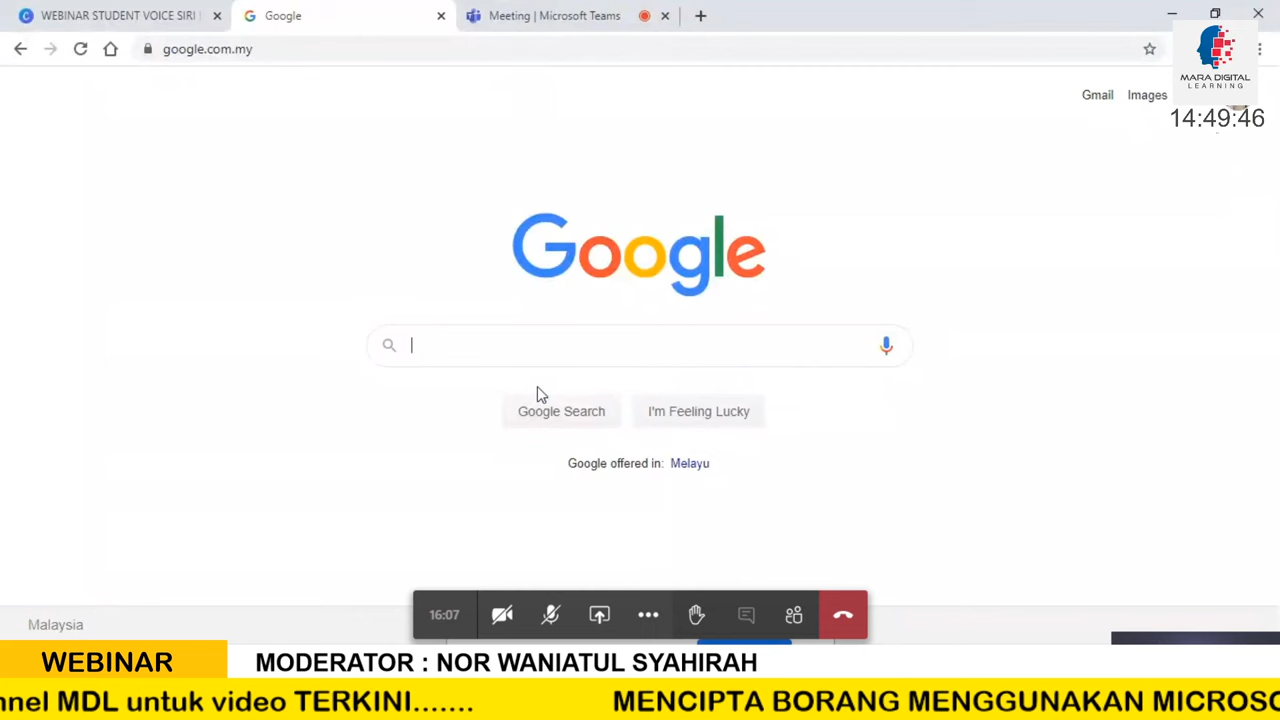 WEBINAR STUDENT VOICE SIRI
Google
Meeting | Microsoft Teams
google.com.my
MARA DIGITAL
LEARNING
Gmail
Images
14:49:46
Google
Google Search
I'm Feeling Lucky
Google offered in: Melayu
16:07
Malaysia
WEBINAR
MODERATOR : NOR WANIATUL SYAHIRAH
nnel MDL untuk video TERKINI.......
MENCIPTA BORANG MENGGUNAKAN MICROSO